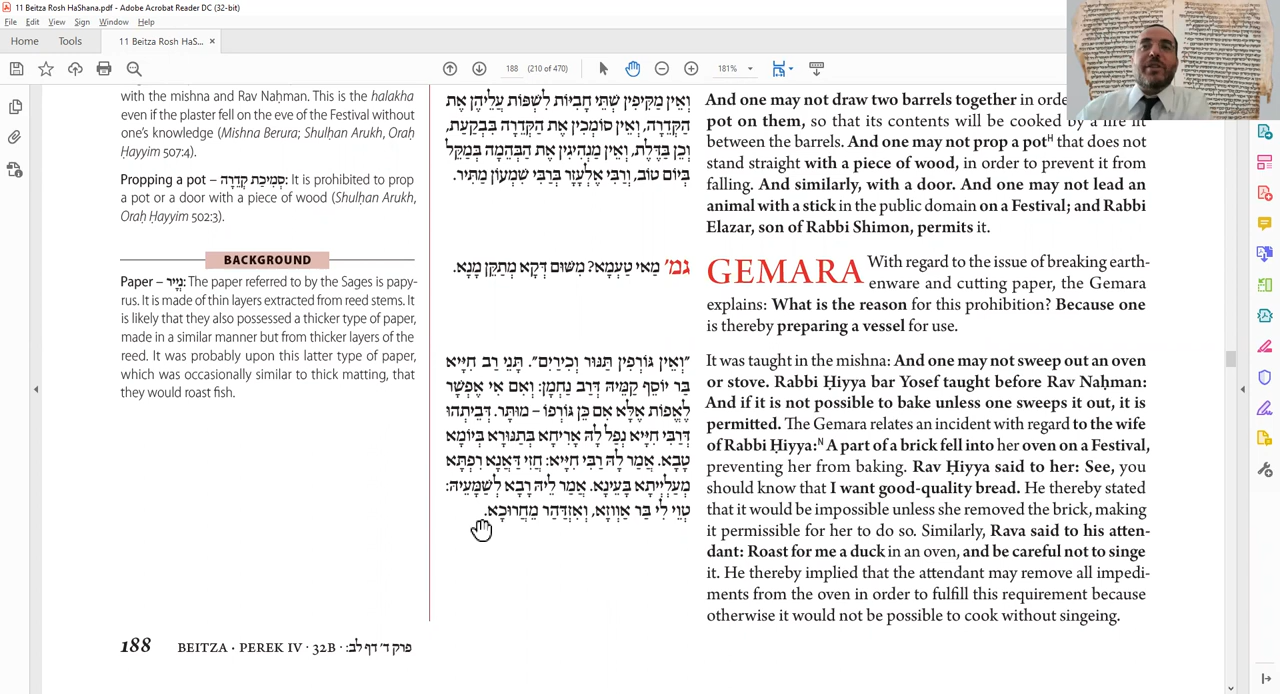 11 Beitza Rosh HaShana.pdf - Adobe Acrobat Reader DC (32-bit)
File Edit View Sign Window Help
Home Tools 11 Beitza Rosh HaS... ×
188 (210 of 470) 181%
with the mishna and Rav Naḥman. This is the halakha
even if the plaster fell on the eve of the Festival without
one's knowledge (Mishna Berura; Shulḥan Arukh, Oraḥ
Ḥayyim 507:4).
Propping a pot – סְמִיכַת קְדֵרָה: It is prohibited to prop
a pot or a door with a piece of wood (Shulḥan Arukh,
Oraḥ Ḥayyim 502:3).
BACKGROUND
Paper – נְיָיר: The paper referred to by the Sages is papy-
rus. It is made of thin layers extracted from reed stems. It
is likely that they also possessed a thicker type of paper,
made in a similar manner but from thicker layers of the
reed. It was probably upon this latter type of paper,
which was occasionally similar to thick matting, that
they would roast fish.
וְאֵין מַקִּיפִין שְׁתֵּי חָבִיּוֹת לִשְׁפּוֹת עֲלֵיהֶן אֶת
הַקְּדֵרָה, וְאֵין סוֹמְכִין אֶת הַקְּדֵרָה בִּבְקַעַת,
וְכֵן בַּדֶּלֶת, וְאֵין מַנְהִיגִין אֶת הַבְּהֵמָה בְּמַקֵּל
בְּיוֹם טוֹב, וְרַבִּי אֶלְעָזָר בְּרַבִּי שִׁמְעוֹן מַתִּיר.
גמ׳ מַאי טַעְמָא? מִשּׁוּם דְּקָא מְתַקֵּן מָנָא.
״וְאֵין גּוֹרְפִין תַּנּוּר וְכִירַיִם״. תָּנֵי רַב חִיָּיא
בַּר יוֹסֵף קַמֵּיהּ דְּרַב נַחְמָן: וְאִם אִי אֶפְשָׁר
לֶאֱפוֹת אֶלָּא אִם כֵּן גּוֹרְפוֹ – מוּתָּר. דְּבֵיתְהוּ
דְּרַבִּי חִיָּיא נְפַל לָהּ אֲרִיחָא בְּתַנּוּרָא בְּיוֹמָא
טָבָא. אֲמַר לָהּ רַבִּי חִיָּיא: חֲזִי דַּאֲנָא רִפְתָּא
מְעַלַּיְיתָא בָּעֵינָא. אֲמַר לֵיהּ רָבָא לְשַׁמָּעֵיהּ:
טְוֵי לִי בַּר אַוְוזָא, וְאִזְדַּהַר מֵחֲרוּכָא.
And one may not draw two barrels together in orde
pot on them, so that its contents will be cooked by a fire lit
between the barrels. And one may not prop a potᴴ that does not
stand straight with a piece of wood, in order to prevent it from
falling. And similarly, with a door. And one may not lead an
animal with a stick in the public domain on a Festival; and Rabbi
Elazar, son of Rabbi Shimon, permits it.
GEMARA With regard to the issue of breaking earth-
enware and cutting paper, the Gemara
explains: What is the reason for this prohibition? Because one
is thereby preparing a vessel for use.
It was taught in the mishna: And one may not sweep out an oven
or stove. Rabbi Ḥiyya bar Yosef taught before Rav Naḥman:
And if it is not possible to bake unless one sweeps it out, it is
permitted. The Gemara relates an incident with regard to the wife
of Rabbi Ḥiyya:ᴺ A part of a brick fell into her oven on a Festival,
preventing her from baking. Rav Ḥiyya said to her: See, you
should know that I want good-quality bread. He thereby stated
that it would be impossible unless she removed the brick, making
it permissible for her to do so. Similarly, Rava said to his atten-
dant: Roast for me a duck in an oven, and be careful not to singe
it. He thereby implied that the attendant may remove all impedi-
ments from the oven in order to fulfill this requirement because
otherwise it would not be possible to cook without singeing.
188 BEITZA · PEREK IV · 32B · פרק ד׳ דף לב: